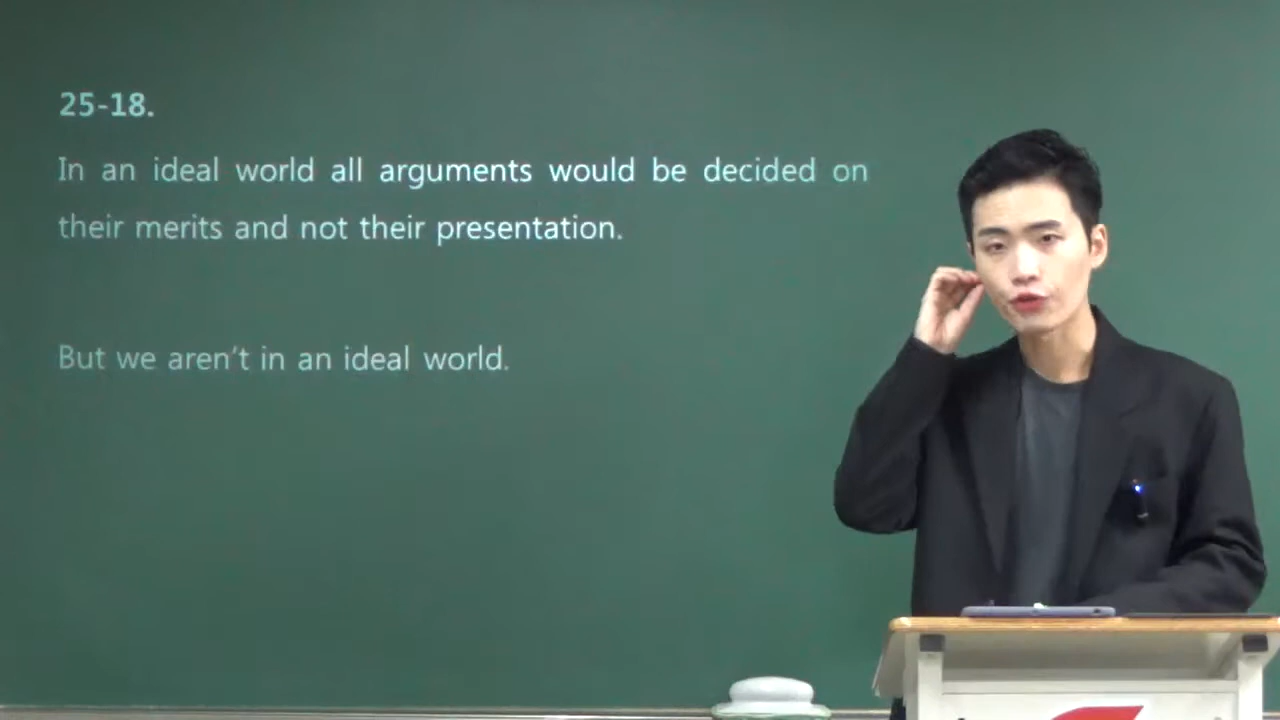 25-18.
In an ideal world all arguments would be decided on
their merits and not their presentation.
But we aren't in an ideal world.